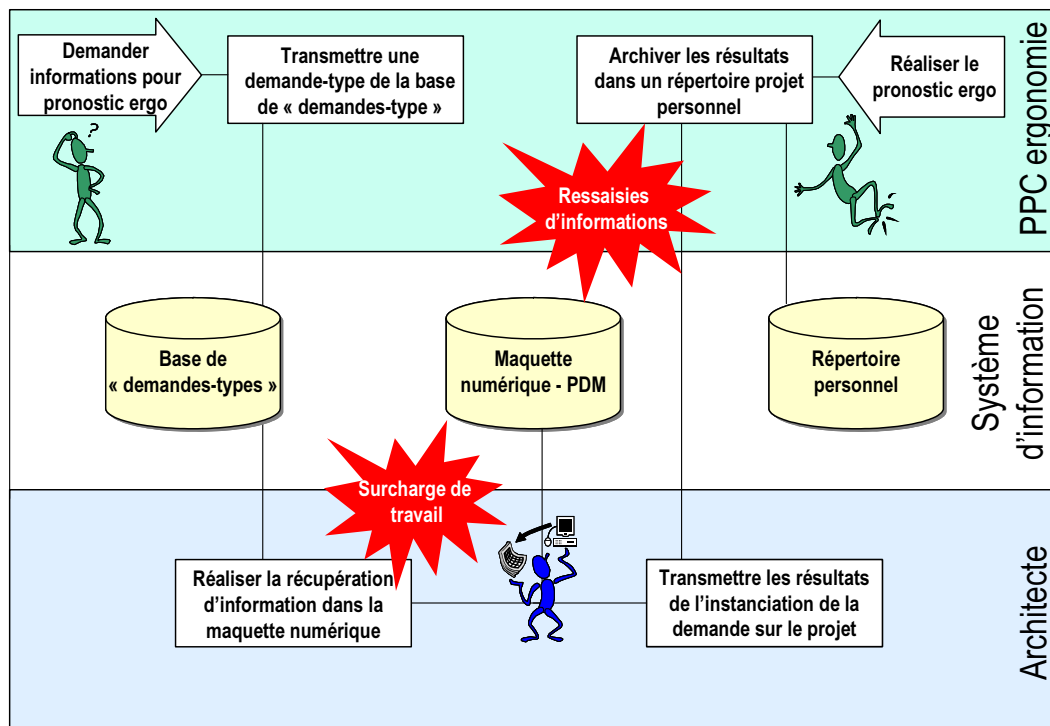 Demander
informations pour
pronostic ergo
Transmettre une
demande-type de la base
de « demandes-type »
Archiver les résultats
dans un répertoire projet
personnel
Réaliser le
pronostic ergo
?
Ressaisies
d’informations
PPC ergonomie
Base de
« demandes-types »
Maquette
numérique - PDM
Répertoire
personnel
Système
d’information
Surcharge de
travail
Réaliser la récupération
d’information dans la
maquette numérique
Transmettre les résultats
de l’instanciation de la
demande sur le projet
Architecte